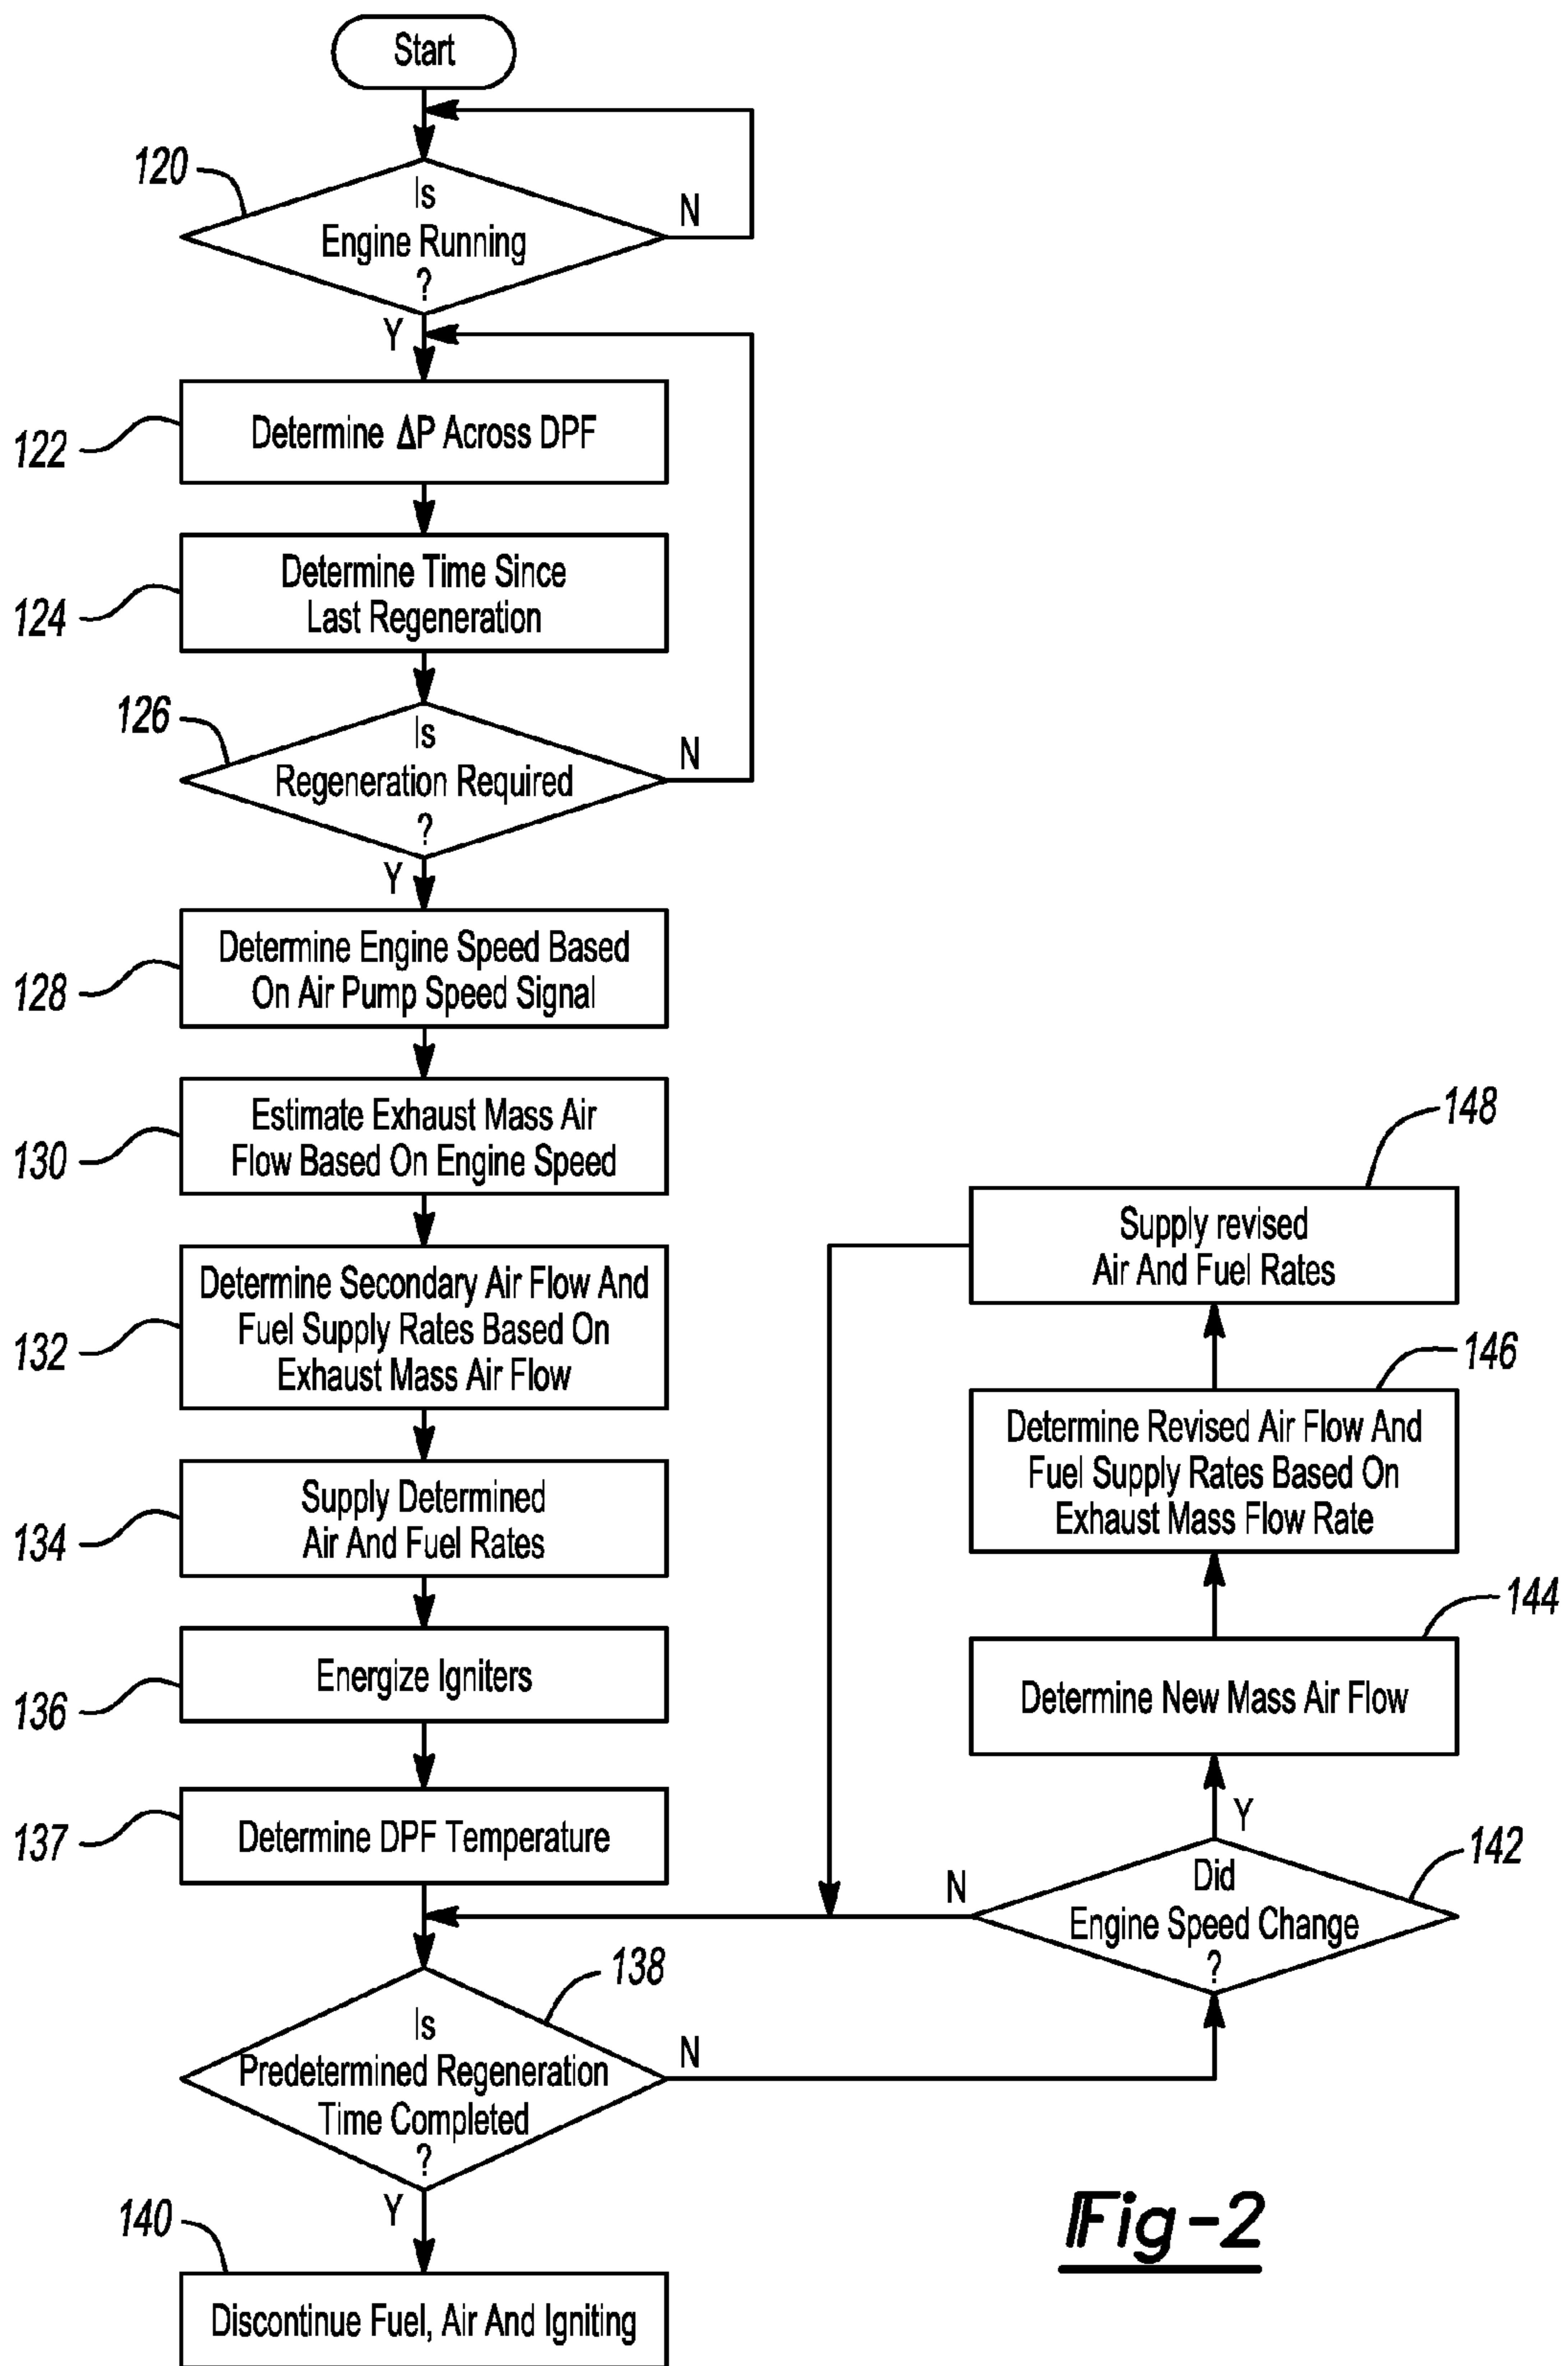 Start
120
Is
Engine Running
?
N
Y
122
Determine ΔP Across DPF
124
Determine Time Since
Last Regeneration
126
Is
Regeneration Required
?
N
Y
128
Determine Engine Speed Based
On Air Pump Speed Signal
130
Estimate Exhaust Mass Air
Flow Based On Engine Speed
132
Determine Secondary Air Flow And
Fuel Supply Rates Based On
Exhaust Mass Air Flow
134
Supply Determined
Air And Fuel Rates
136
Energize Igniters
137
Determine DPF Temperature
138
Is
Predetermined Regeneration
Time Completed
?
N
Y
140
Discontinue Fuel, Air And Igniting
142
Did
Engine Speed Change
?
N
Y
144
Determine New Mass Air Flow
146
Determine Revised Air Flow And
Fuel Supply Rates Based On
Exhaust Mass Flow Rate
148
Supply revised
Air And Fuel Rates
Fig-2